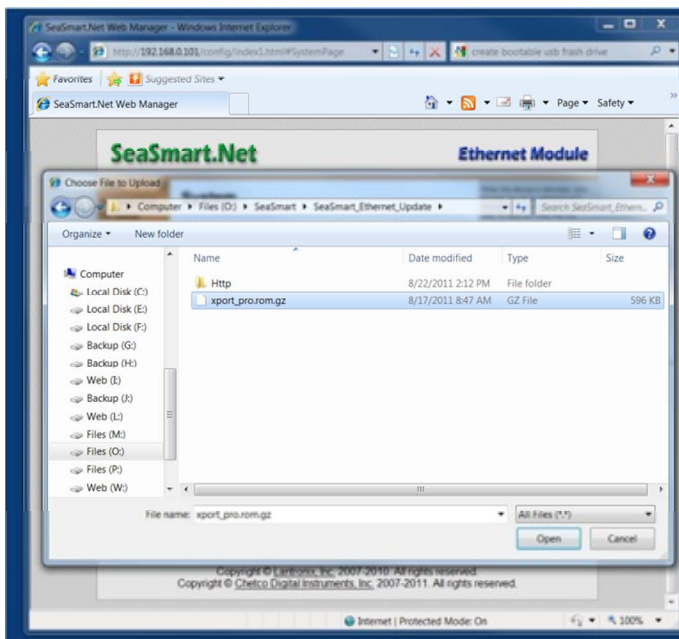 SeaSmart.Net Web Manager - Windows Internet Explorer
http://192.168.0.101/config/index1.html#SystemPage
create bootable usb frash drive
Favorites
Suggested Sites
SeaSmart.Net Web Manager
Page
Safety
»
SeaSmart.Net
Ethernet Module
Choose File to Upload
Computer
Files (O:)
SeaSmart
SeaSmart_Ethernet_Update
Search SeaSmart_Ethern...
Organize
New folder
Name
Date modified
Type
Size
Computer
Local Disk (C:)
Local Disk (E:)
Local Disk (F:)
Backup (G:)
Backup (H:)
Web (I:)
Backup (J:)
Web (L:)
Files (M:)
Files (O:)
Files (P:)
Web (W:)
Http 8/22/2011 2:12 PM File folder
xport_pro.rom.gz 8/17/2011 8:47 AM GZ File 596 KB
File name: xport_pro.rom.gz
All Files (*.*)
Open
Cancel
Copyright © Lantronix, Inc. 2007-2010. All rights reserved.
Copyright © Chetco Digital Instruments, Inc. 2007-2011. All rights reserved.
Internet | Protected Mode: On
100%